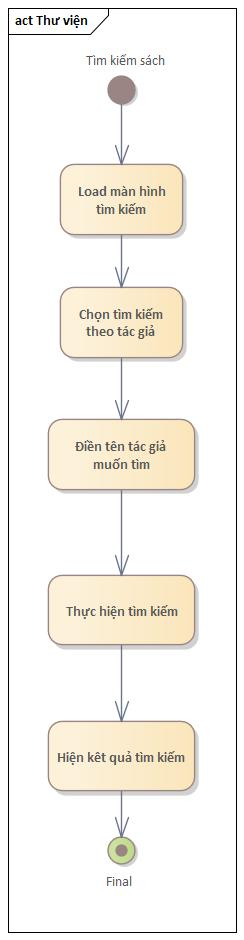 act Thư viện
Tìm kiếm sách
Load màn hình
tìm kiếm
Chọn tìm kiếm
theo tác giả
Điền tên tác giả
muốn tìm
Thực hiện tìm kiếm
Hiện kêt quả tìm kiếm
Final